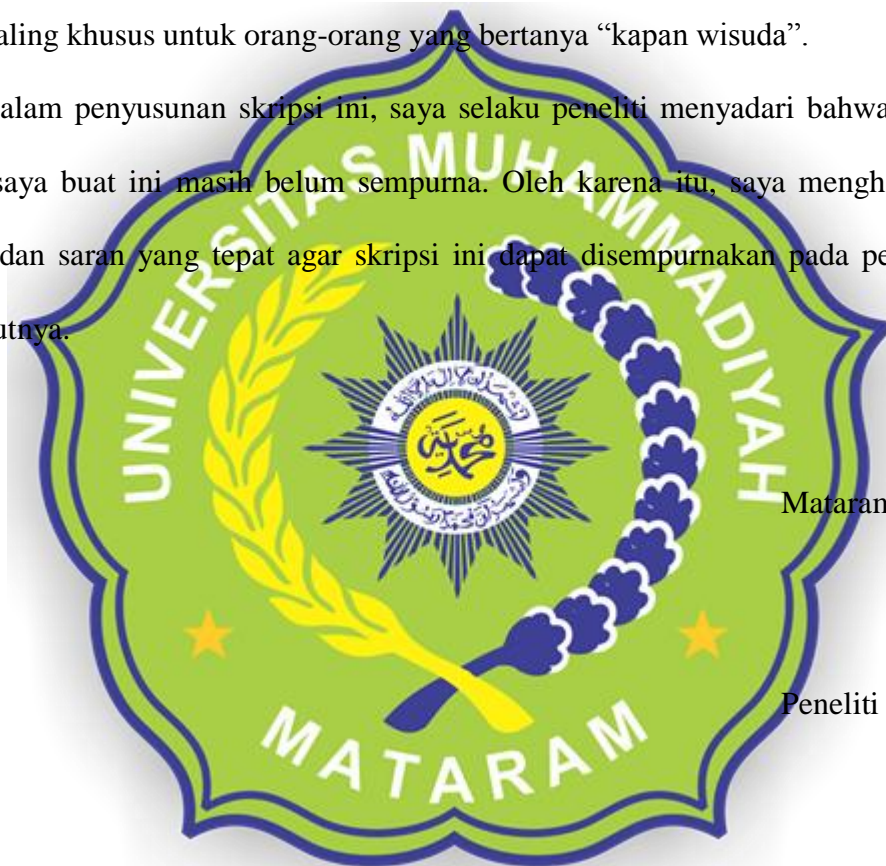 aling khusus untuk orang-orang yang bertanya “kapan wisuda”.
alam penyusunan skripsi ini, saya selaku peneliti menyadari bahwa
saya buat ini masih belum sempurna. Oleh karena itu, saya mengh
dan saran yang tepat agar skripsi ini dapat disempurnakan pada pe
utnya.
UNIVERSITAS MUHAMMADIYAH
محمدية
Mataram
Peneliti
MATARAM